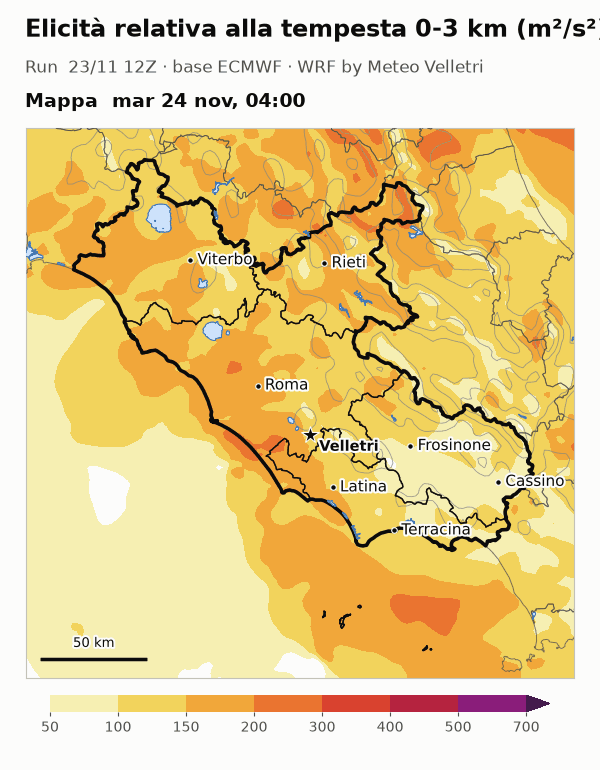 Elicità relativa alla tempesta 0-3 km (m²/s²)
Run  23/11 12Z · base ECMWF · WRF by Meteo Velletri
Mappa  mar 24 nov, 04:00
Viterbo
Rieti
Roma
Velletri
Frosinone
Cassino
Latina
Terracina
50 km
50 100 150 200 300 400 500 700